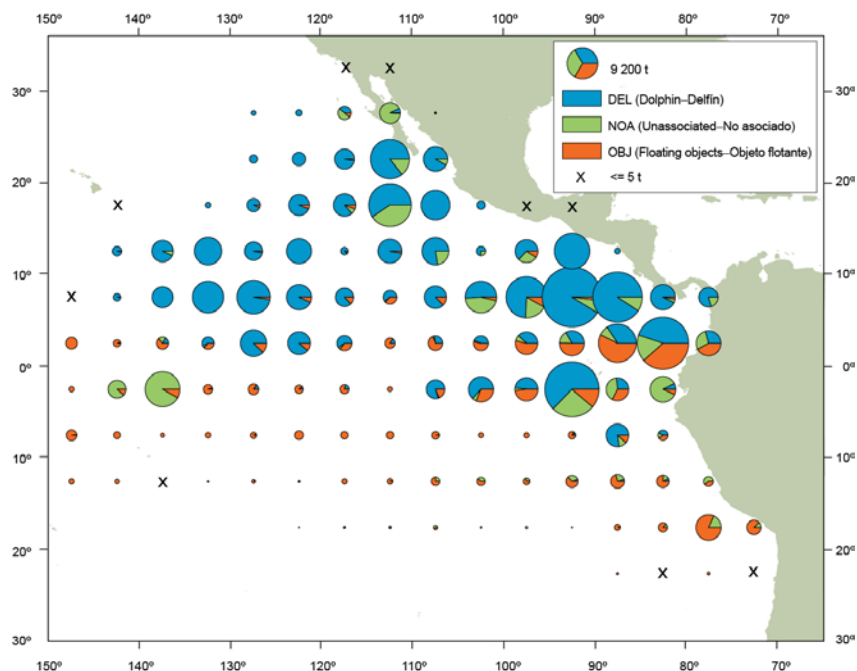 150º 140º 130º 120º 110º 100º 90º 80º 70º
9 200 t
DEL (Dolphin–Delfín)
NOA (Unassociated–No asociado)
OBJ (Floating objects–Objeto flotante)
X <= 5 t
X X
30º 30º
20º 20º
X X X
10º 10º
X
0º 0º
10º 10º
X
20º 20º
X X
30º 30º
150º 140º 130º 120º 110º 100º 90º 80º 70º